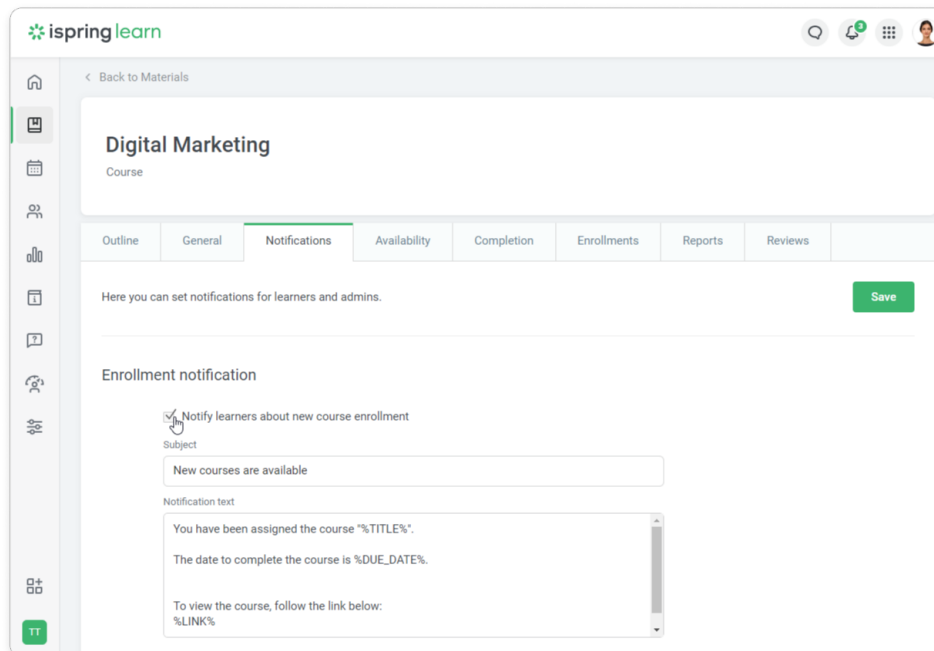 ispring learn
3
Back to Materials
Digital Marketing
Course
Outline General Notifications Availability Completion Enrollments Reports Reviews
Here you can set notifications for learners and admins. Save
Enrollment notification
Notify learners about new course enrollment
Subject
New courses are available
Notification text
You have been assigned the course "%TITLE%".
The date to complete the course is %DUE_DATE%.
To view the course, follow the link below:
%LINK%
TT